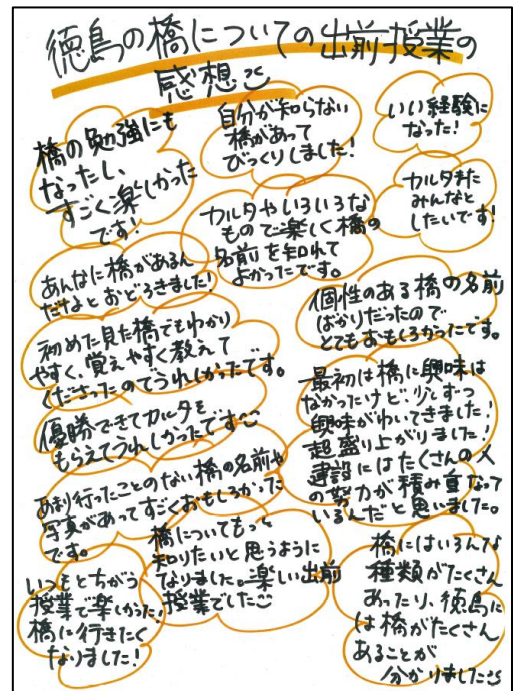 徳島の橋についての出前授業の
感想
橋の勉強にも
なったし、
すごく楽しかった
です!
自分が知らない
橋があって
びっくりしました!
いい経験に
なった!
カルタまた
みんなと
したいです!
カルタやいろいろな
もので楽しく橋の
名前を知れて
よかったです。
あんなに橋があるん
だなとおどろきました!
個性のある橋の名前
ばかりだったので
とてもおもしろかったです。
初めた見た橋でもわかり
やすく、覚えやすく教えて
くださったのでうれしかったです。
最初は橋に興味は
なかったけど、少しずつ
興味がわいてきました!
超盛り上がりました!
建設にはたくさんの人
の努力が積み重なって
いるんだと思いました。
優勝できてカルタを
もらえてうれしかったです
あまり行ったことのない橋の名前や
写真があってすごくおもしろかった
です。
橋についてもっと
知りたいと思うように
なりました。楽しい出前
授業でした
いつもとちがう
授業で楽しかった!
橋に行きたく
なりました!
橋にはいろんな
種類がたくさん
あったり、徳島に
は橋がたくさん
あることが
分かりました